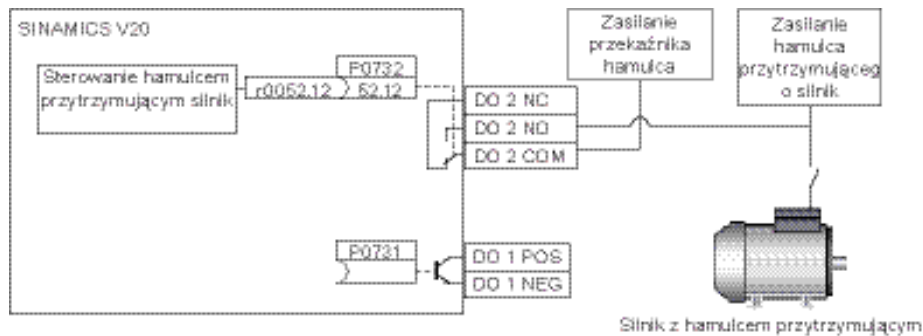 SINAMICS V20
Sterowanie hamulcem
przytrzymującym silnik
r0052.12
P0732
52.12
DO 2 NC
DO 2 NO
DO 2 COM
Zasilanie
przekaźnika
hamulca
Zasilanie
hamulca
przytrzymująceg
o silnik
P0731
DO 1 POS
DO 1 NEG
Silnik z hamulcem przytrzymującym